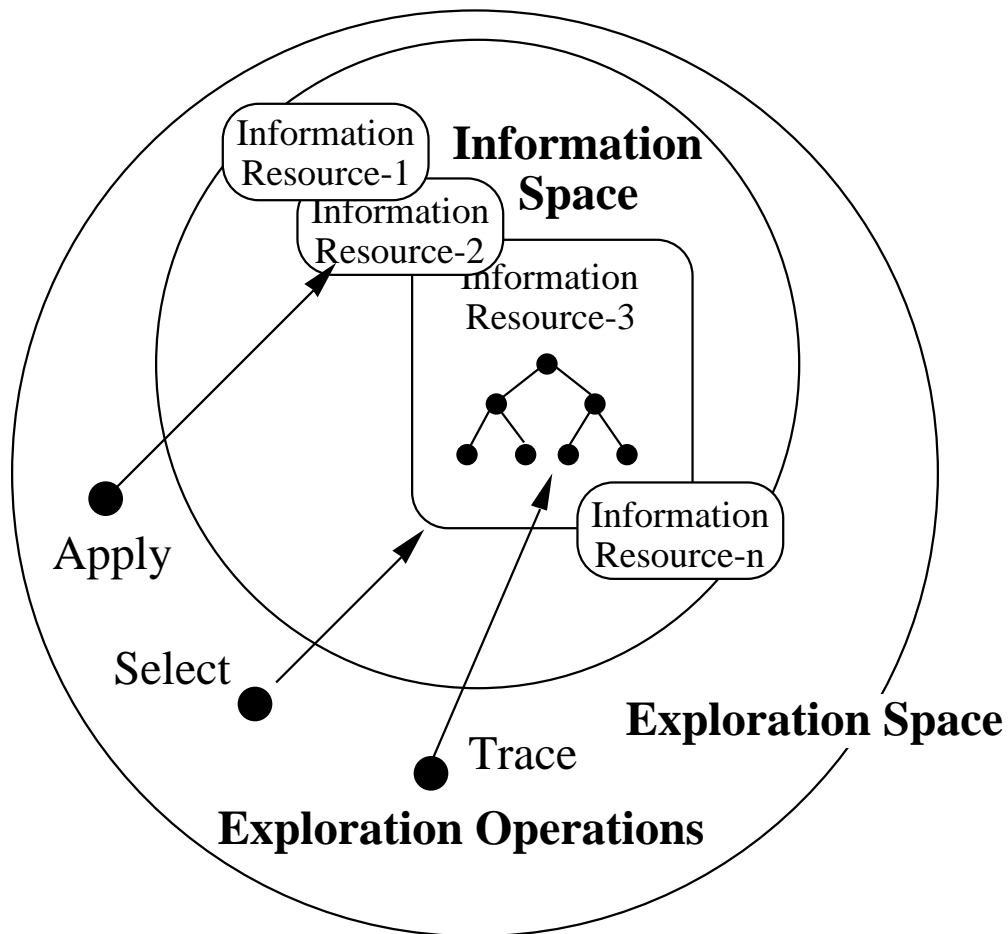 Information
Resource-1
Information
Space
Information
Resource-2
Information
Resource-3
Information
Resource-n
Apply
Select
Trace
Exploration Space
Exploration Operations